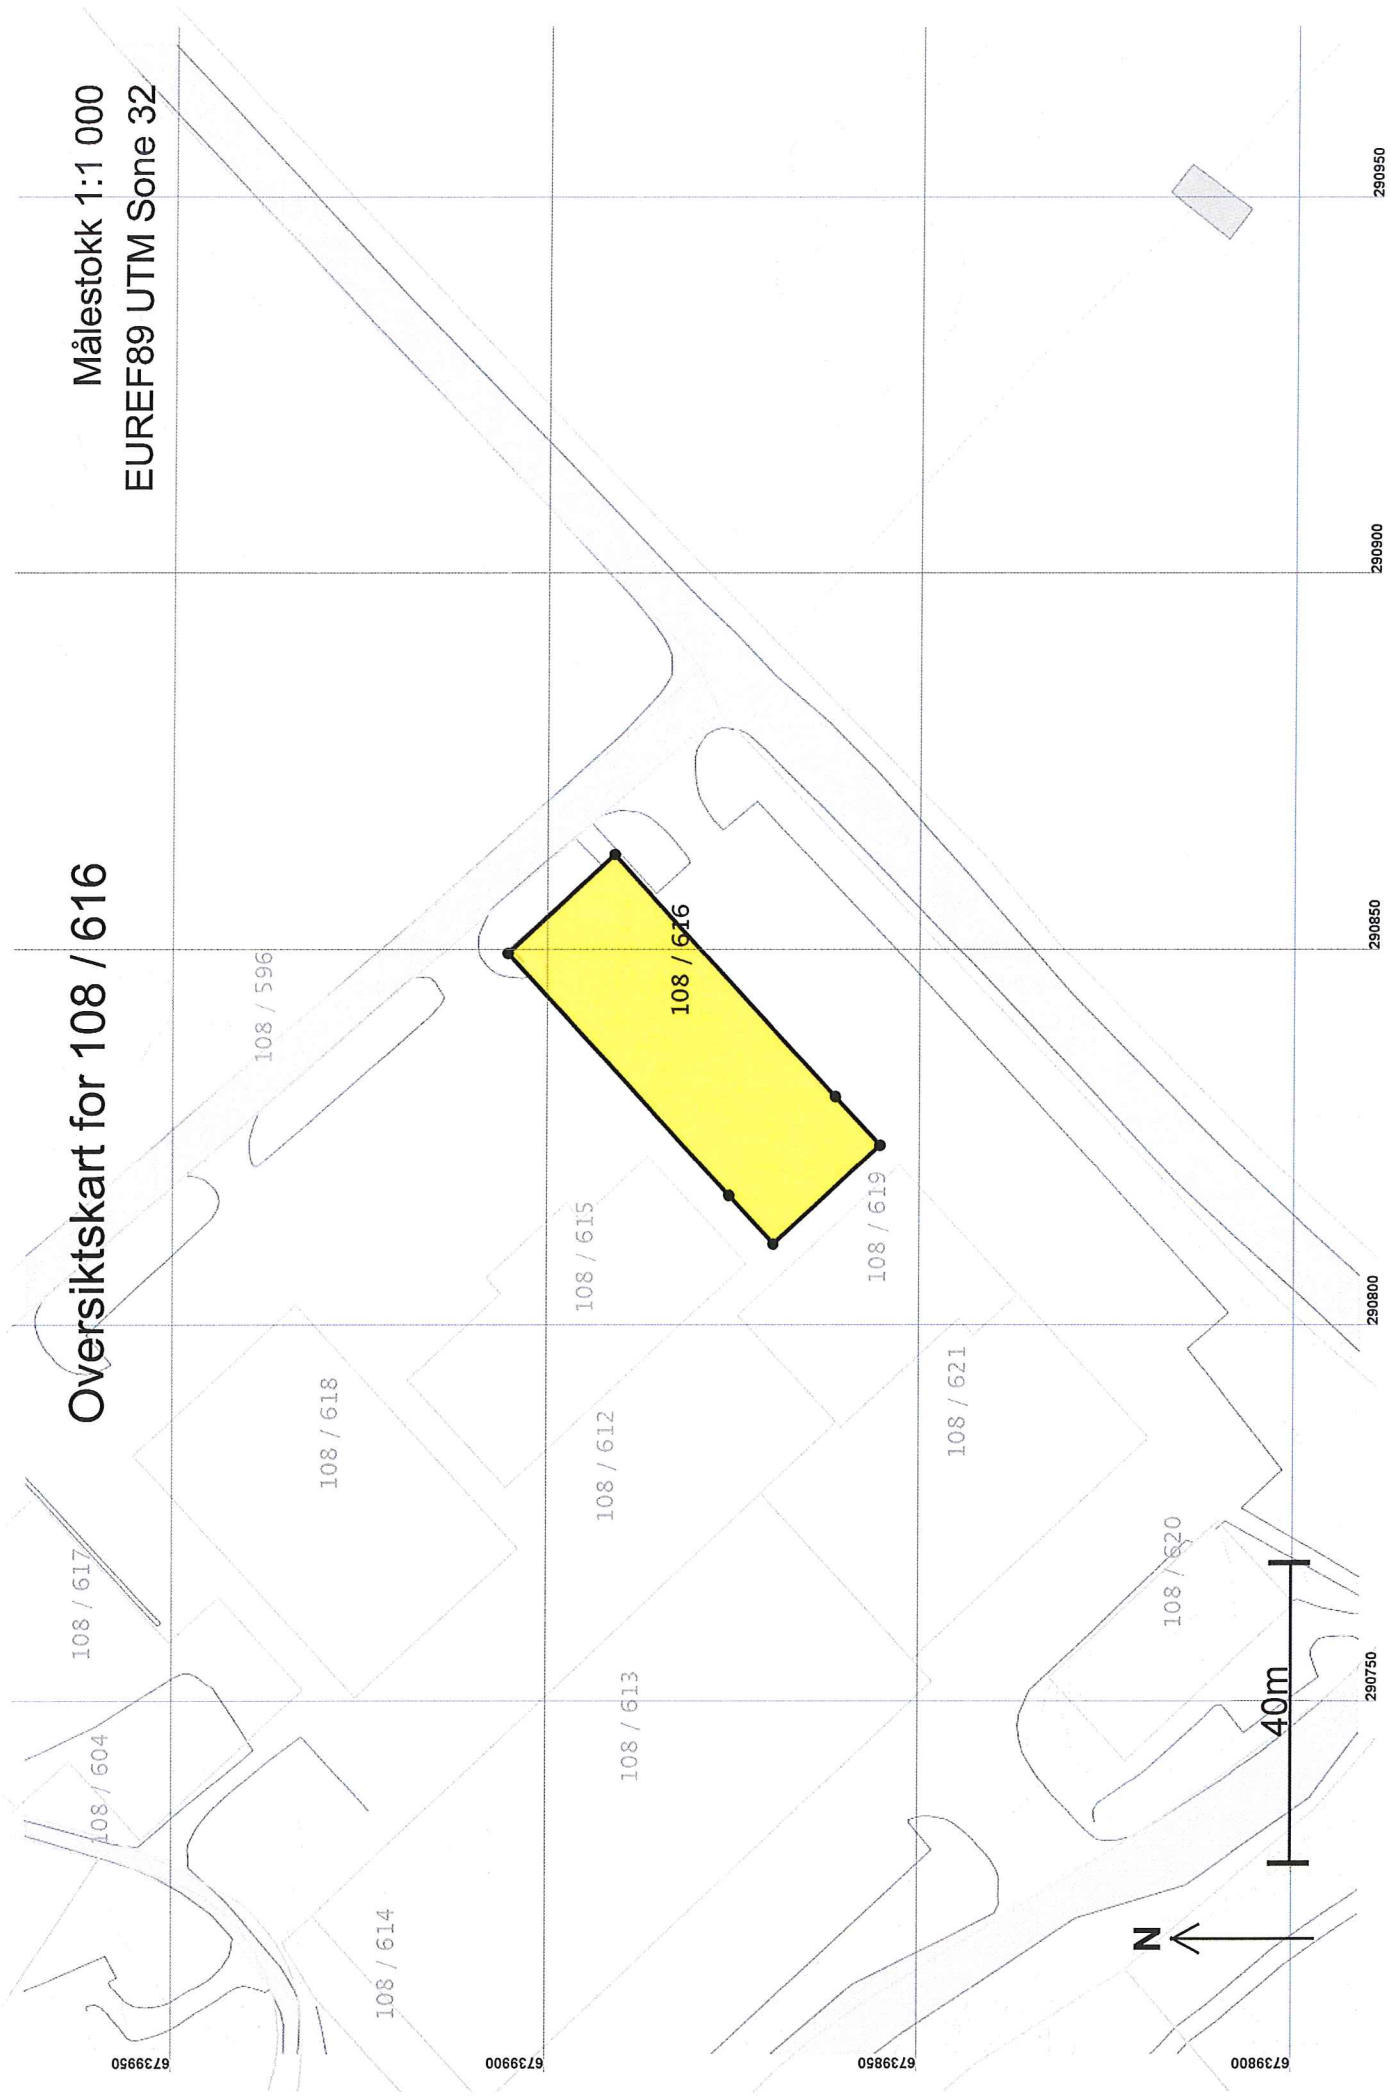 Oversiktskart for 108 / 616
Målestokk 1:1 000
EUREF89 UTM Sone 32
108 / 617
108 / 604
108 / 596
108 / 618
108 / 614
108 / 615
108 / 612
108 / 613
108 / 616
108 / 619
108 / 621
108 / 620
N
40m
6739950
6739900
6739850
6739800
290750
290800
290850
290900
290950